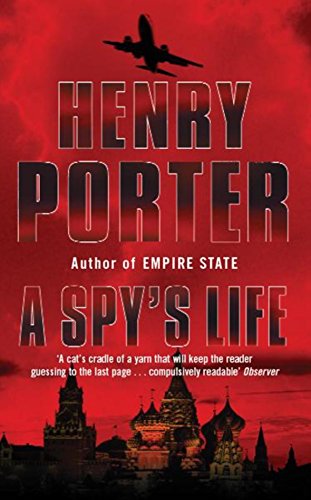 HENRY
PORTER
Author of EMPIRE STATE
A SPY'S LIFE
'A cat's cradle of a yarn that will keep the reader
guessing to the last page . . . compulsively readable' Observer